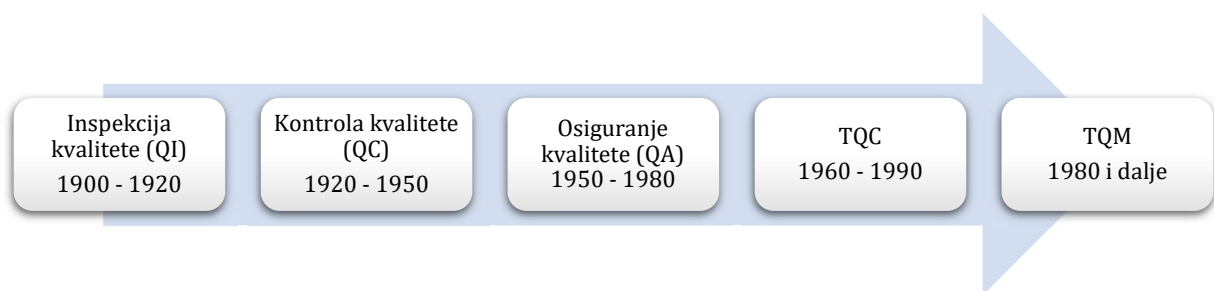 Inspekcija
kvalitete (QI)
1900 - 1920
Kontrola kvalitete
(QC)
1920 - 1950
Osiguranje
kvalitete (QA)
1950 - 1980
TQC
1960 - 1990
TQM
1980 i dalje